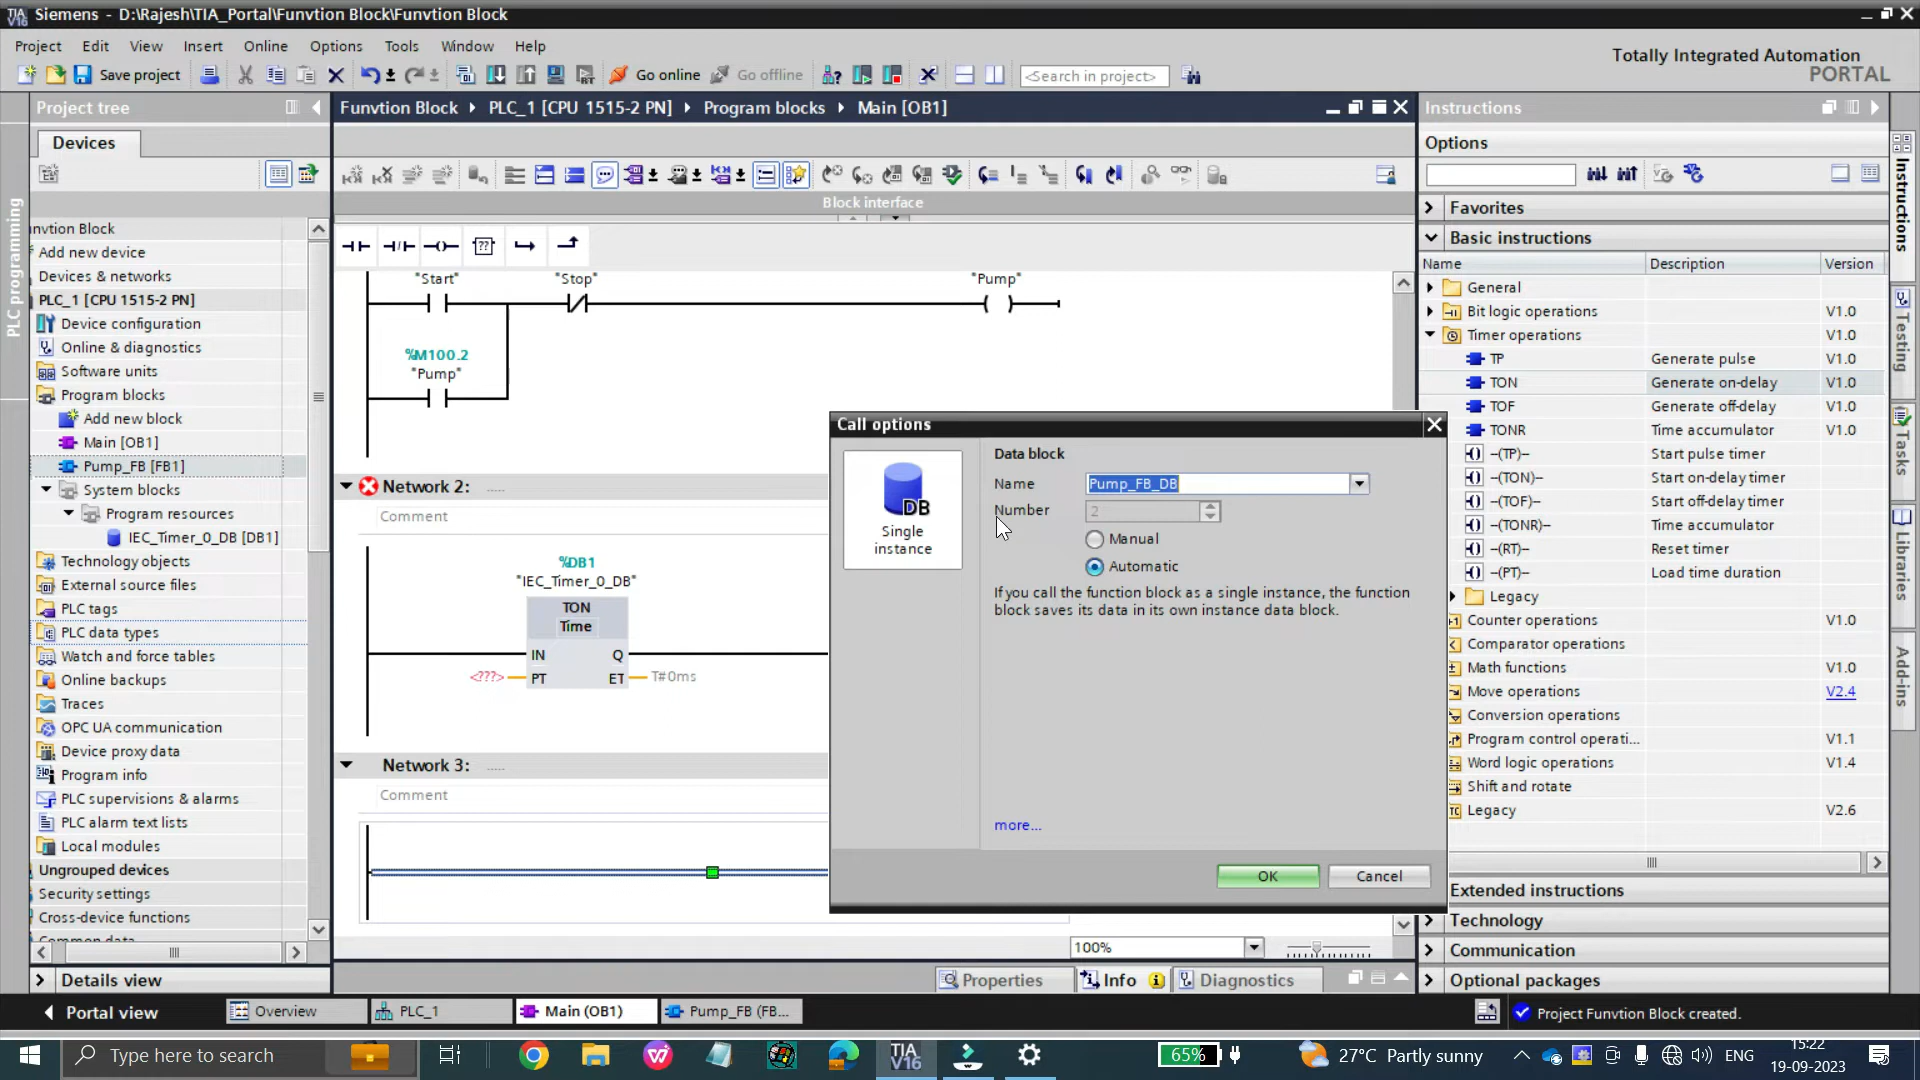 Siemens - D:\Rajesh\TIA_Portal\Funvtion Block\Funvtion Block
TIA V16
Project Edit View Insert Online Options Tools Window Help
Totally Integrated Automation
PORTAL
Save project
Go online
Go offline
<Search in project>
Project tree
Funvtion Block PLC_1 [CPU 1515-2 PN] Program blocks Main [OB1]
Instructions
Devices
Options
Block interface
PLC programming
nvtion Block
Add new device
Devices & networks
PLC_1 [CPU 1515-2 PN]
Device configuration
Online & diagnostics
Software units
Program blocks
Add new block
Main [OB1]
Pump_FB [FB1]
System blocks
Program resources
IEC_Timer_0_DB [DB1]
Technology objects
External source files
PLC tags
PLC data types
Watch and force tables
Online backups
Traces
OPC UA communication
Device proxy data
Program info
PLC supervisions & alarms
PLC alarm text lists
Local modules
Ungrouped devices
Security settings
Cross-device functions
Common data
Details view
"Start" "Stop" "Pump"
%M100.2
"Pump"
Network 2: .....
Comment
%DB1
"IEC_Timer_0_DB"
TON
Time
IN Q
<???> PT ET T#0ms
Network 3: .....
Comment
Call options
DB
Single
instance
Data block
Name Pump_FB_DB
Number 2
Manual
Automatic
If you call the function block as a single instance, the function
block saves its data in its own instance data block.
more...
OK Cancel
100%
Properties Info Diagnostics
Favorites
Basic instructions
Name Description Version
General
Bit logic operations V1.0
Timer operations V1.0
TP Generate pulse V1.0
TON Generate on-delay V1.0
TOF Generate off-delay V1.0
TONR Time accumulator V1.0
-(TP)- Start pulse timer
-(TON)- Start on-delay timer
-(TOF)- Start off-delay timer
-(TONR)- Time accumulator
-(RT)- Reset timer
-(PT)- Load time duration
Legacy
Counter operations V1.0
Comparator operations
Math functions V1.0
Move operations V2.4
Conversion operations
Program control operati... V1.1
Word logic operations V1.4
Shift and rotate
Legacy V2.6
Extended instructions
Technology
Communication
Optional packages
Instructions
Testing
Tasks
Libraries
Add-ins
Portal view Overview PLC_1 Main (OB1) Pump_FB (FB...
Project Funvtion Block created.
Type here to search
65%
27°C Partly sunny
ENG
15:22
19-09-2023